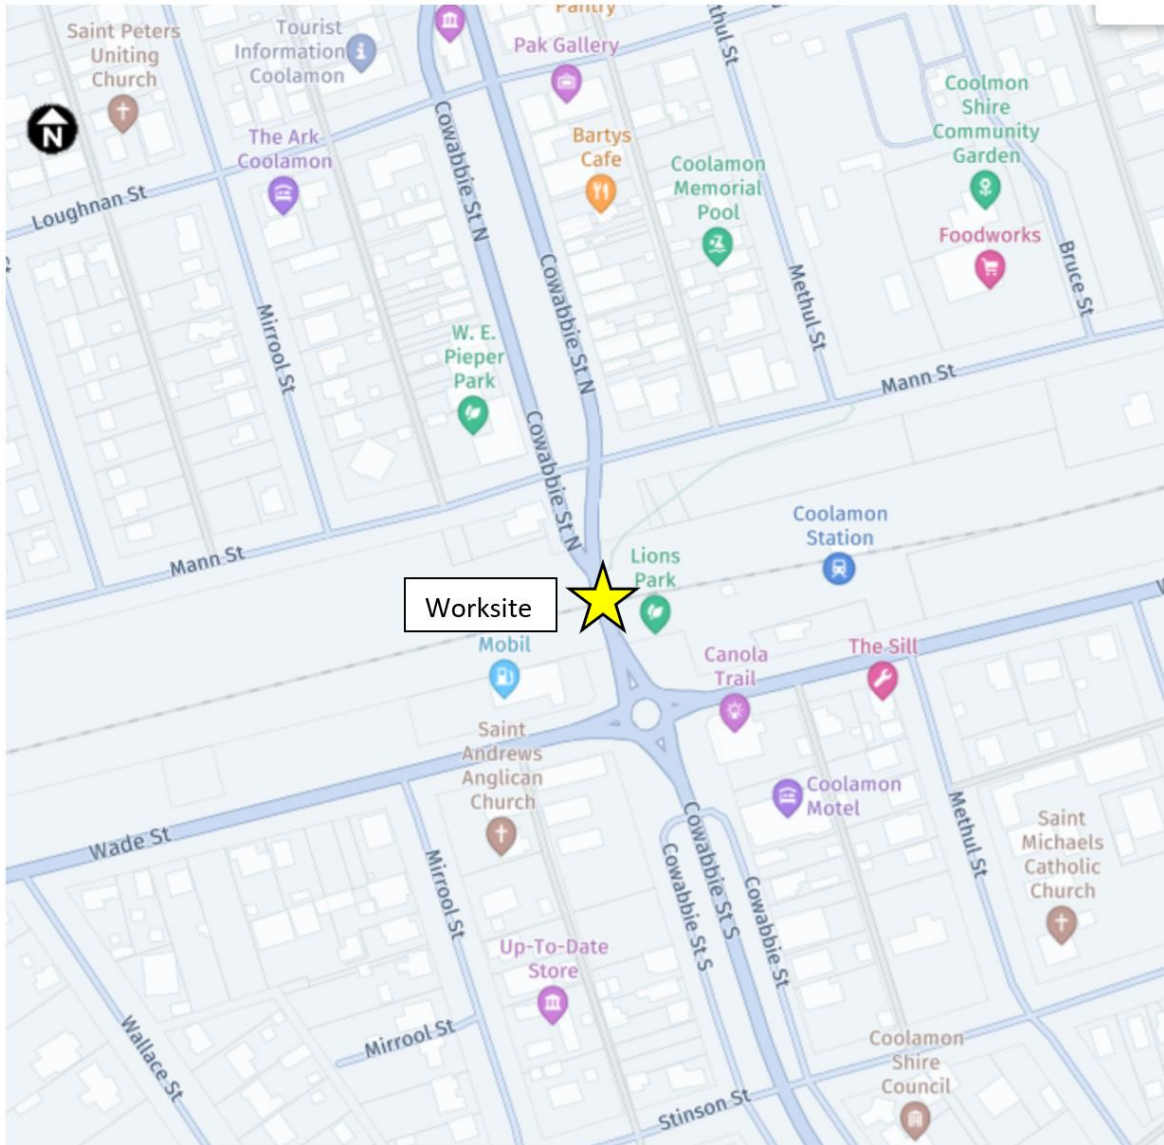 Pantry
Saint Peters
Uniting
Church
Tourist
Information
Coolamon
Pak Gallery
thul St
Coolmon
Shire
Community
Garden
N
The Ark
Coolamon
Cowabbie St N
Bartys
Cafe
Coolamon
Memorial
Pool
Loughnan St
Foodworks
Mirrool St
Cowabbie St N
Methul St
Bruce St
W. E.
Pieper
Park
Mann St
Cowabbie St N
Coolamon
Station
Mann St
Lions
Park
Worksite
Mobil
Canola
Trail
The Sill
Saint
Andrews
Anglican
Church
Coolamon
Motel
Wade St
Mirrool St
Cowabbie St S
Cowabbie St S
Cowabbie St
Methul St
Saint
Michaels
Catholic
Church
Up-To-Date
Store
Wallace St
Mirrool St
Coolamon
Shire
Council
Stinson St